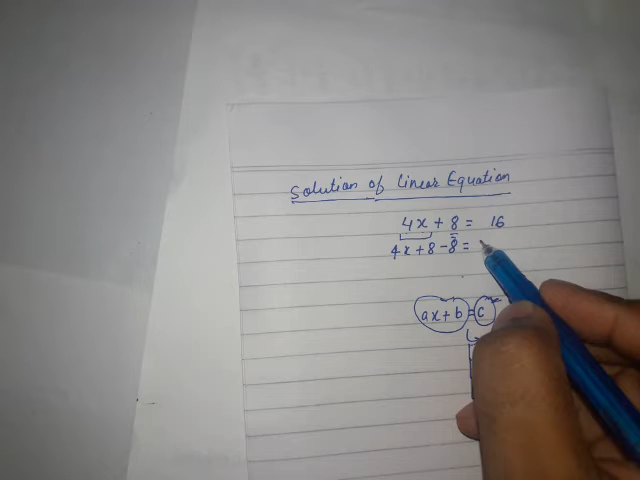 Solution of Linear Equation
4x + 8 = 16
4x + 8 - 8 =
ax + b = c